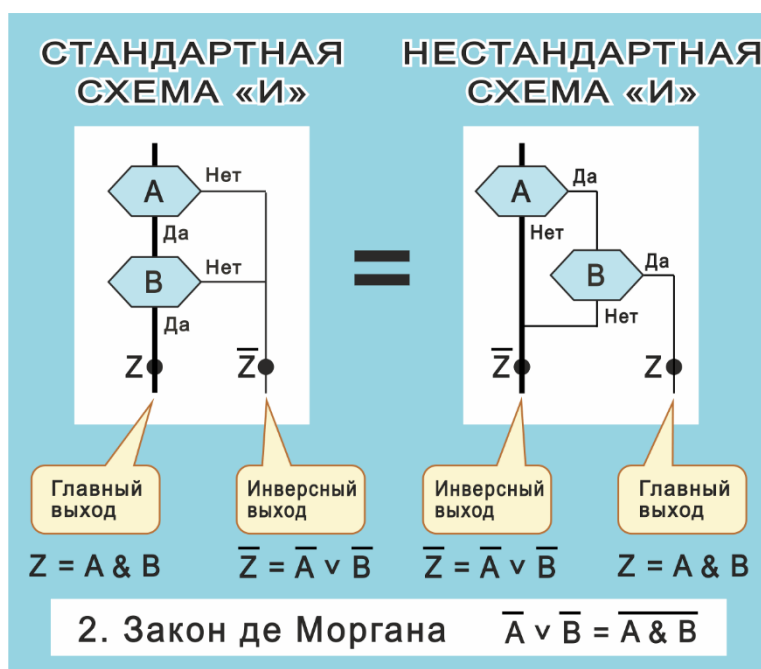 СТАНДАРТНАЯ
СХЕМА «И»
НЕСТАНДАРТНАЯ
СХЕМА «И»
A
Нет
Да
B
Нет
Да
Z
Z̅
=
A
Да
Нет
B
Да
Нет
Z̅
Z
Главный
выход
Инверсный
выход
Инверсный
выход
Главный
выход
Z = A & B
Z̅ = A̅ v B̅
Z̅ = A̅ v B̅
Z = A & B
2. Закон де Моргана A̅ v B̅ = A̅ ̅&̅ ̅B̅